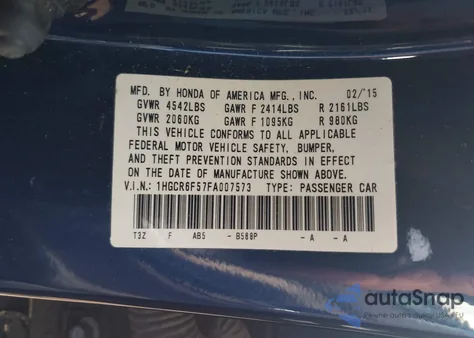 MFD. BY HONDA OF AMERICA MFG., INC. 02/15
GVWR 4542LBS GAWR F 2414LBS R 2161LBS
GVWR 2060KG GAWR F 1095KG R 980KG
THIS VEHICLE CONFORMS TO ALL APPLICABLE
FEDERAL MOTOR VEHICLE SAFETY, BUMPER,
AND THEFT PREVENTION STANDARDS IN EFFECT
ON THE DATE OF MANUFACTURE SHOWN ABOVE.
V.I.N.: 1HGCR6F57FA007573 TYPE: PASSENGER CAR
T3Z F AB5 - B588P - A - A
autoSnap
Pewne auto's